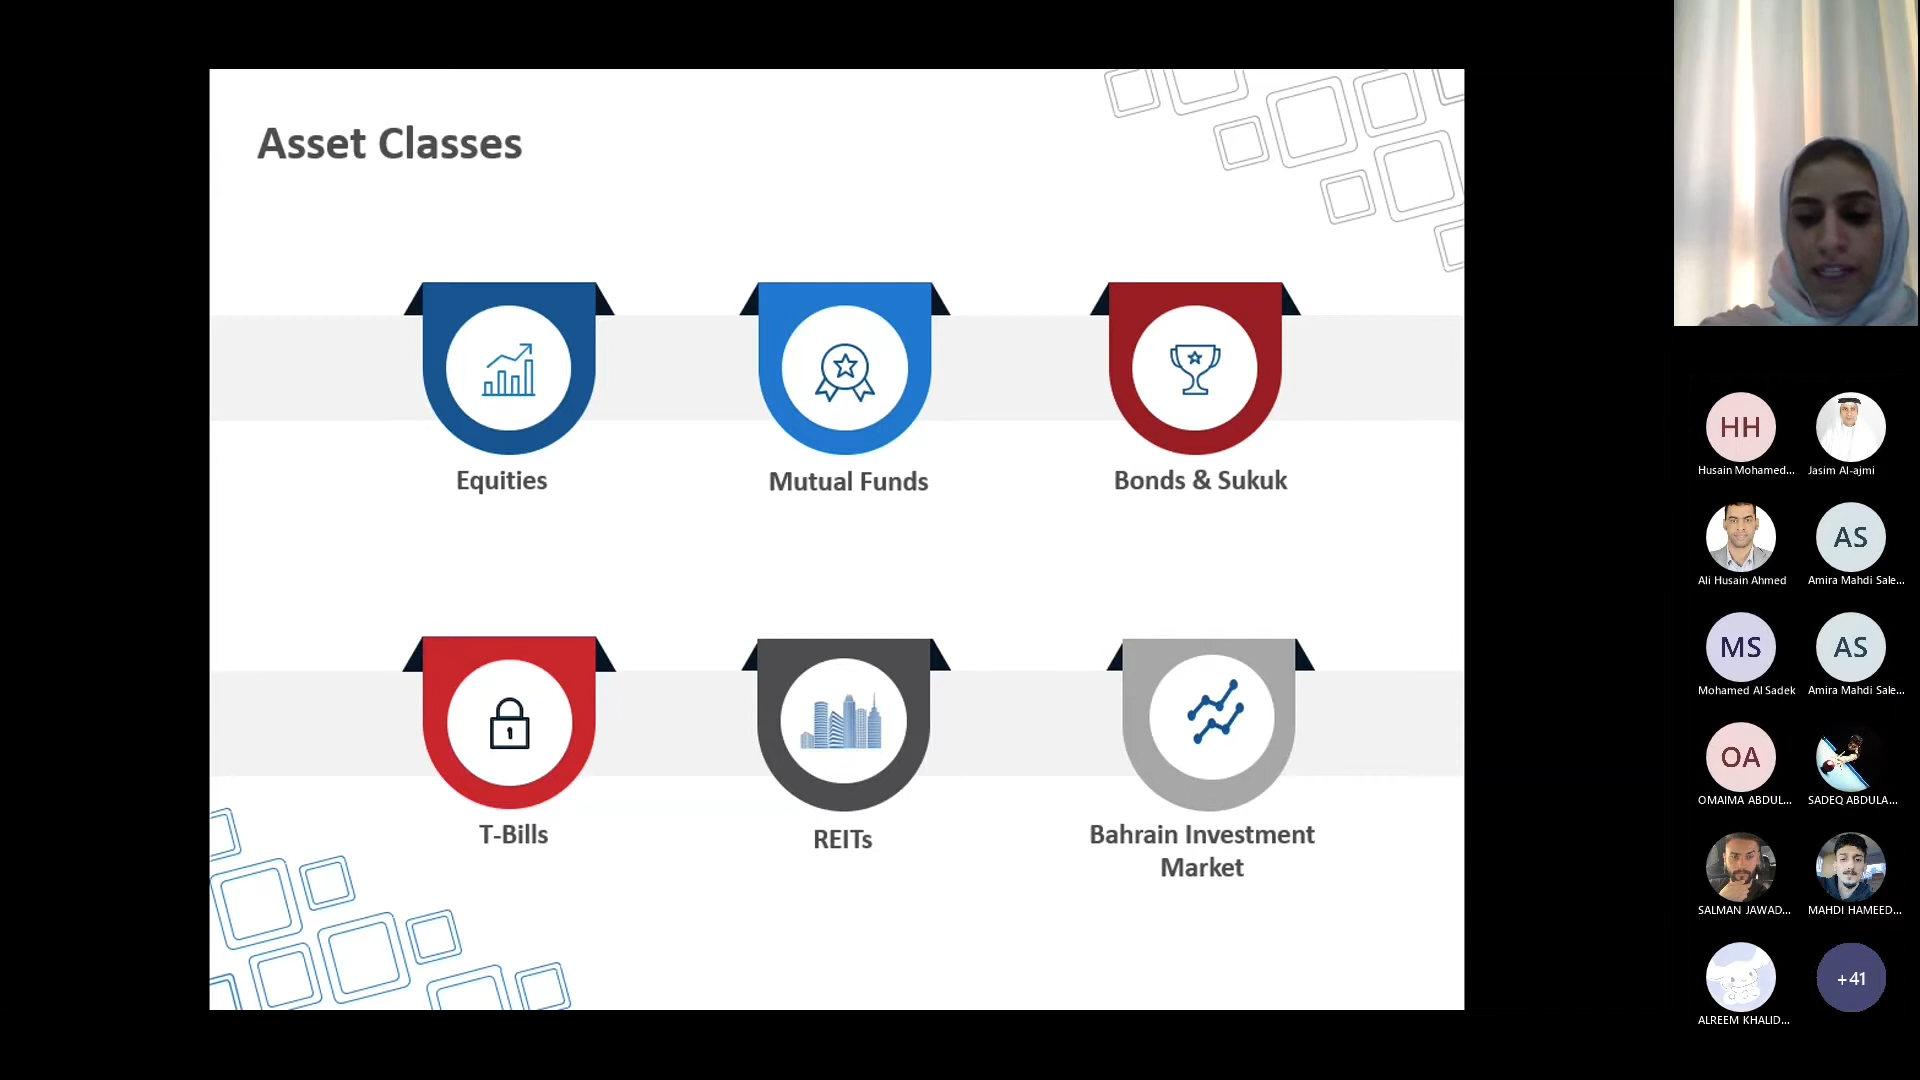 Asset Classes
Equities
Mutual Funds
Bonds & Sukuk
T-Bills
REITs
Bahrain Investment
Market
HH
Husain Mohamed...
Jasim Al-ajmi
Ali Husain Ahmed
AS
Amira Mahdi Sale...
MS
Mohamed Al Sadek
AS
Amira Mahdi Sale...
OA
OMAIMA ABDUL...
SADEQ ABDULA...
SALMAN JAWAD...
MAHDI HAMEED...
ALREEM KHALID...
+41